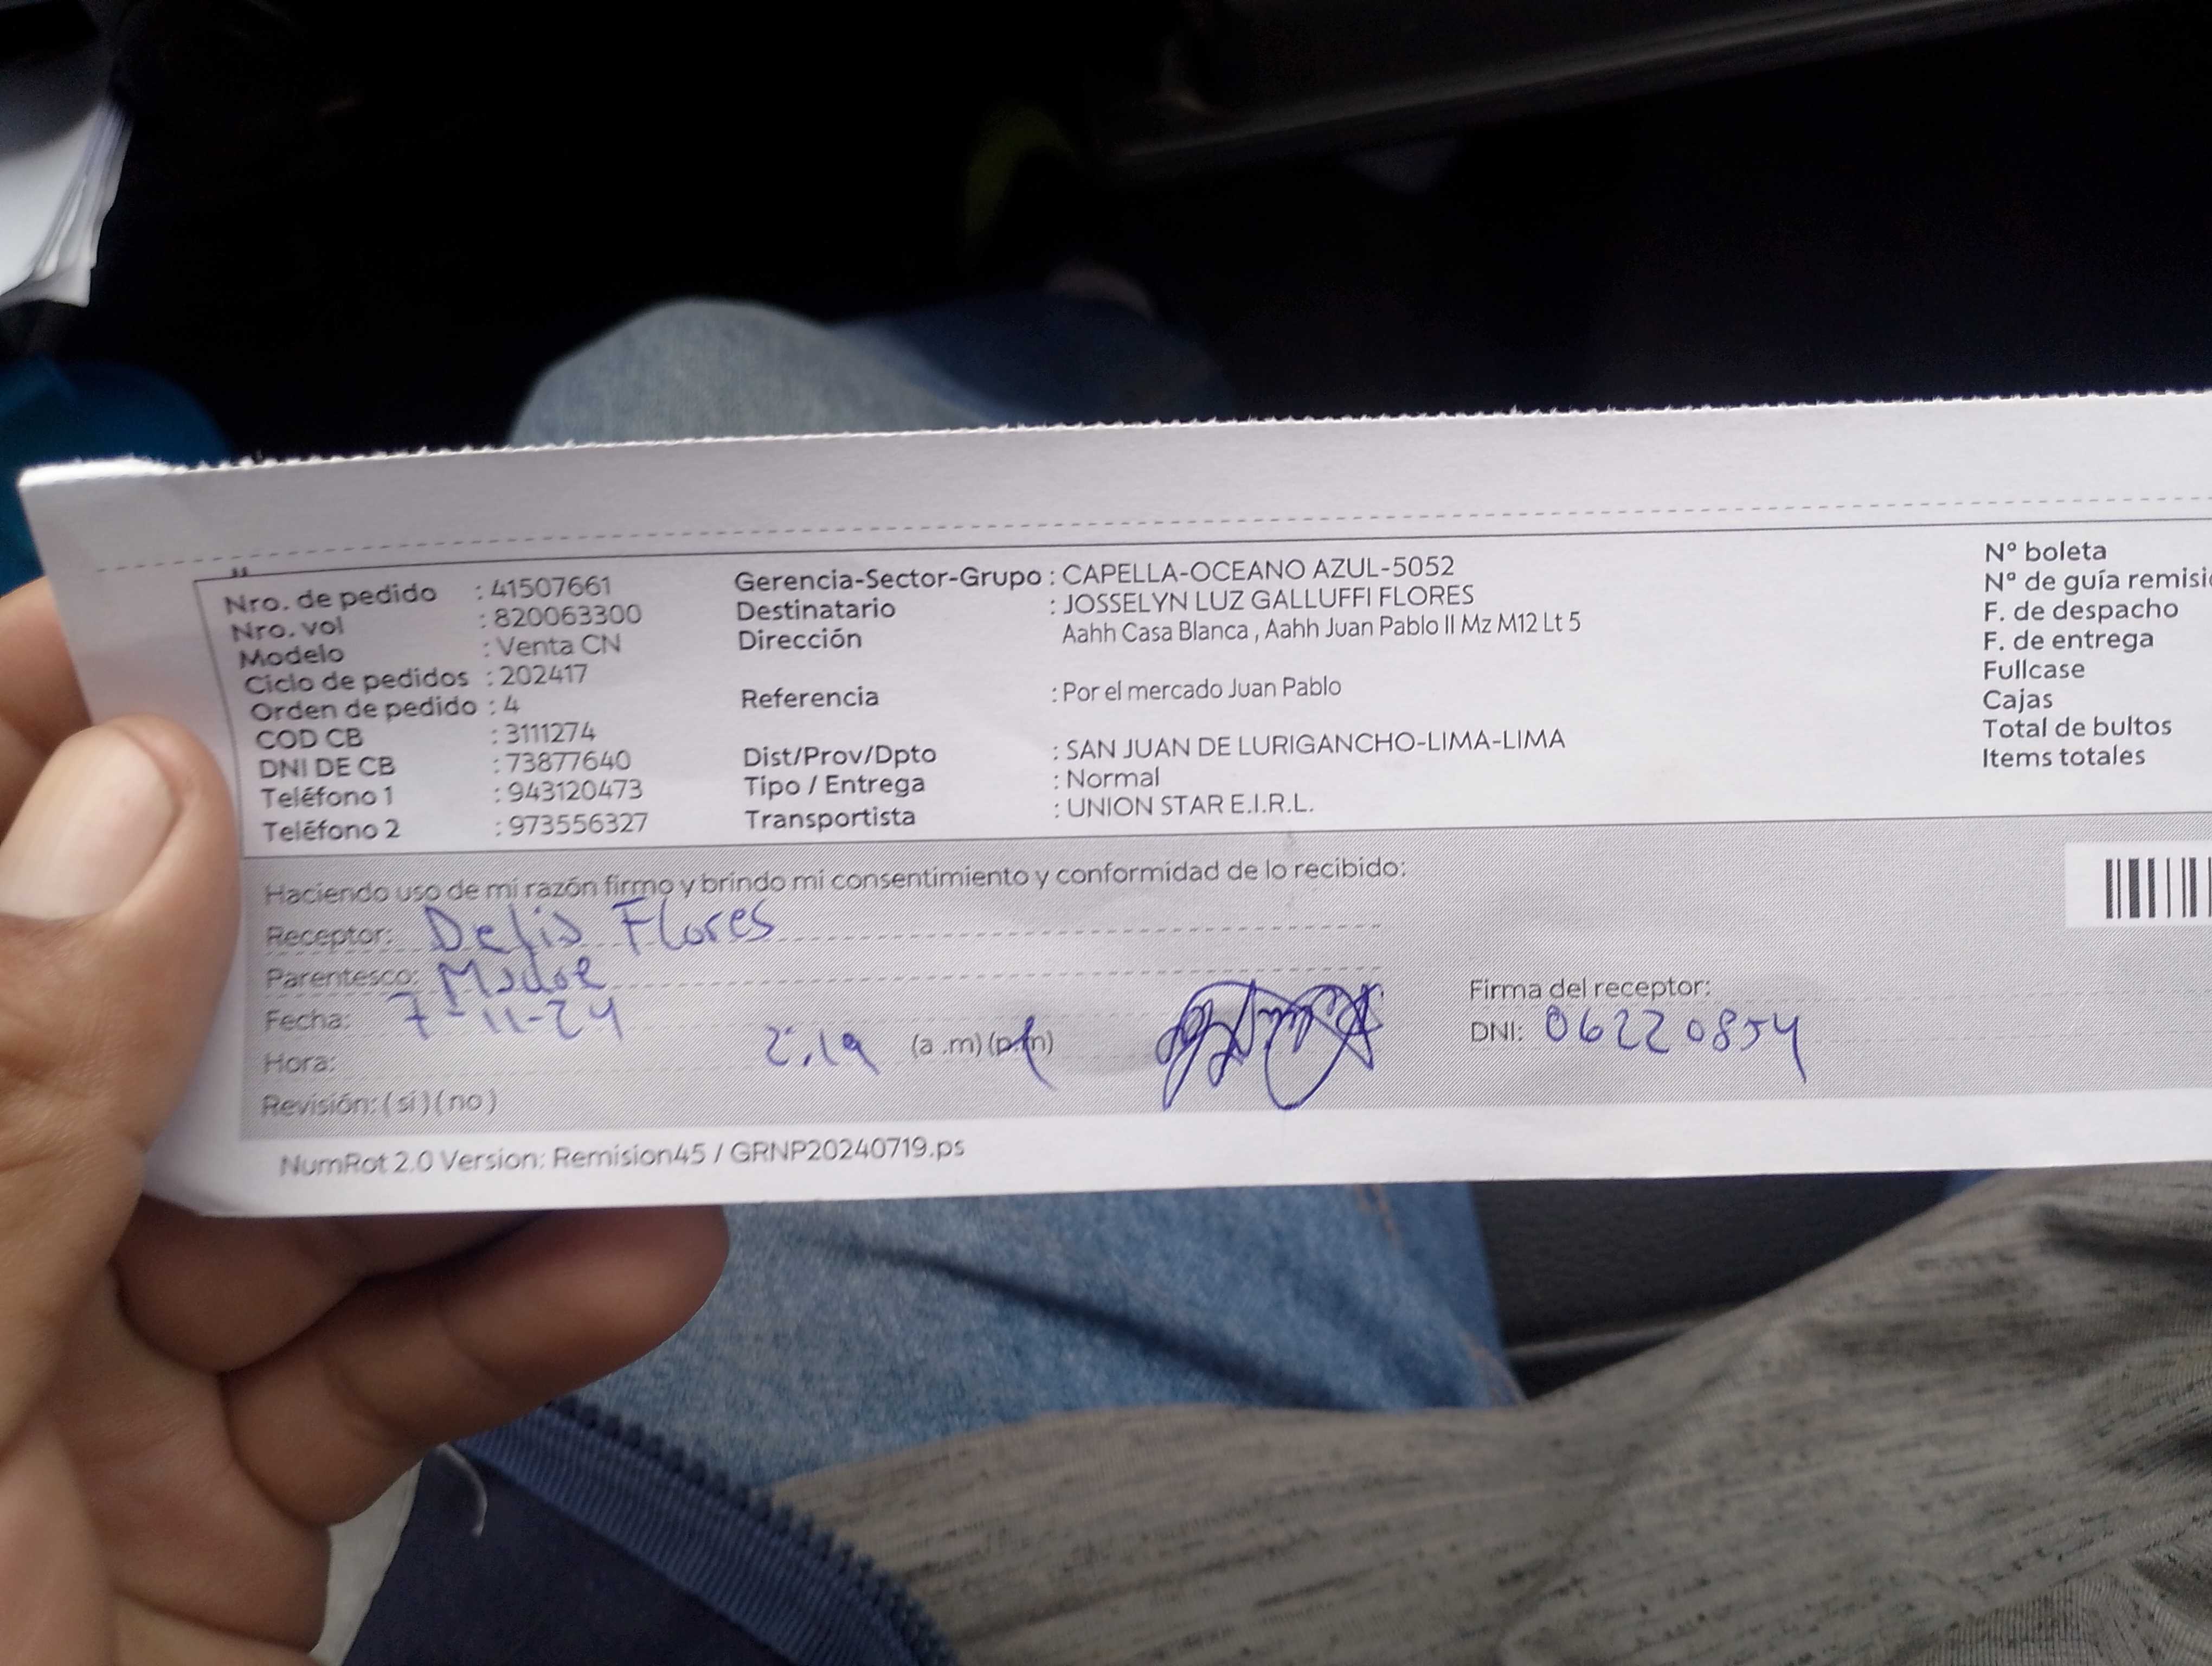 Nro. de pedido : 41507661
Nro. vol : 820063300
Modelo : Venta CN
Ciclo de pedidos : 202417
Orden de pedido : 4
COD CB : 3111274
DNI DE CB : 73877640
Teléfono 1 : 943120473
Teléfono 2 : 973556327
Gerencia-Sector-Grupo : CAPELLA-OCEANO AZUL-5052
Destinatario : JOSSELYN LUZ GALLUFFI FLORES
Dirección Aahh Casa Blanca , Aahh Juan Pablo II Mz M12 Lt 5
Referencia : Por el mercado Juan Pablo
Dist/Prov/Dpto : SAN JUAN DE LURIGANCHO-LIMA-LIMA
Tipo / Entrega : Normal
Transportista : UNION STAR E.I.R.L.
Nº boleta
Nº de guía remisi
F. de despacho
F. de entrega
Fullcase
Cajas
Total de bultos
Items totales
Haciendo uso de mi razón firmo y brindo mi consentimiento y conformidad de lo recibido:
Receptor: Flores
Parentesco: Madre
Fecha: 7-11-24
Hora: 2:19 (a .m) (p.m)
Revisión: ( si ) ( no )
Firma del receptor:
DNI: 06220854
NumRot 2.0 Version: Remision45 / GRNP20240719.ps